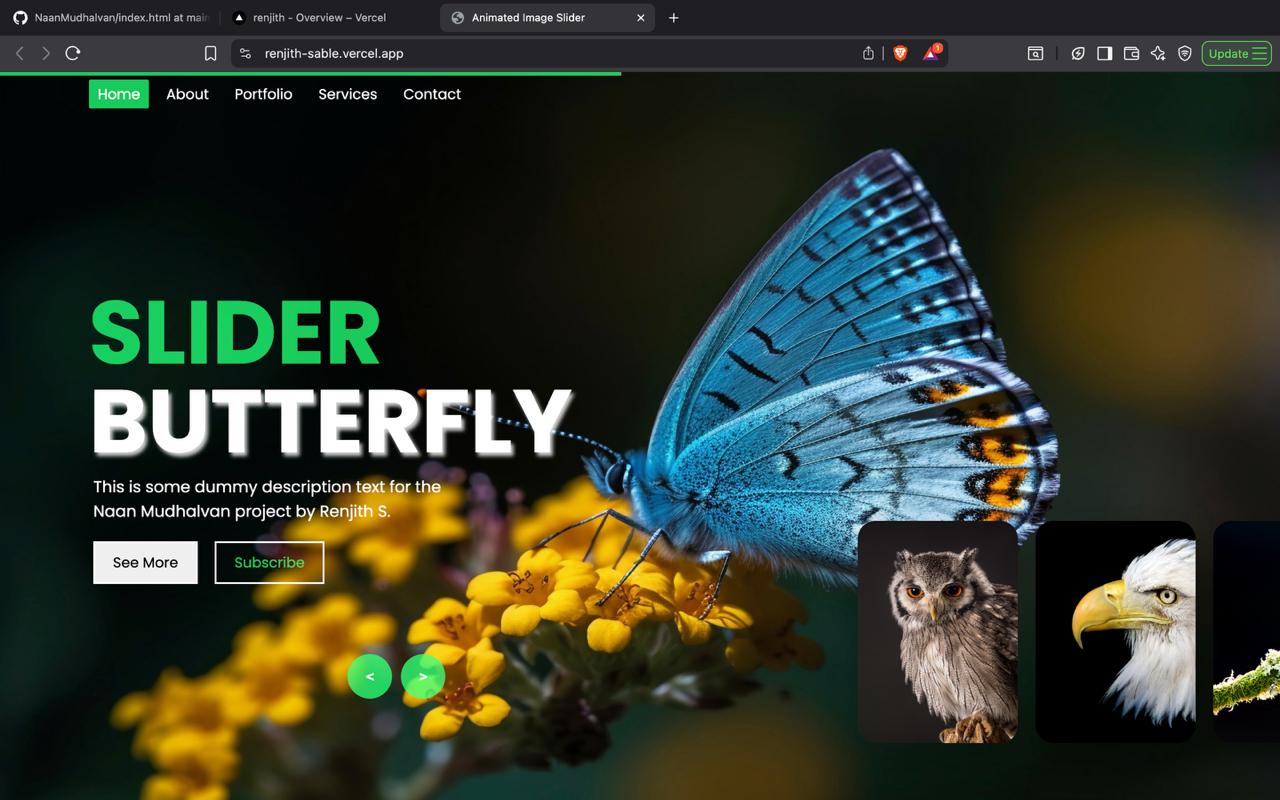 NaanMudhalvan/index.html at main
renjith - Overview – Vercel
Animated Image Slider
renjith-sable.vercel.app
1
Update
Home
About
Portfolio
Services
Contact
SLIDER
BUTTERFLY
This is some dummy description text for the
Naan Mudhalvan project by Renjith S.
See More
Subscribe
<
>